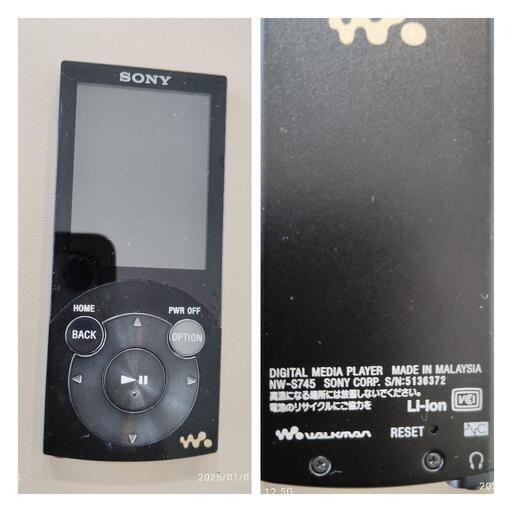 SONY
HOME
PWR OFF
BACK
OPTION
2025/01/0
DIGITAL MEDIA PLAYER MADE IN MALAYSIA
NW-S745 SONY CORP. S/N:5136372
高温になる場所には放置しないでください。
電池のリサイクルにご協力を
Li-ion
WALKMAN
RESET
12.5G
202